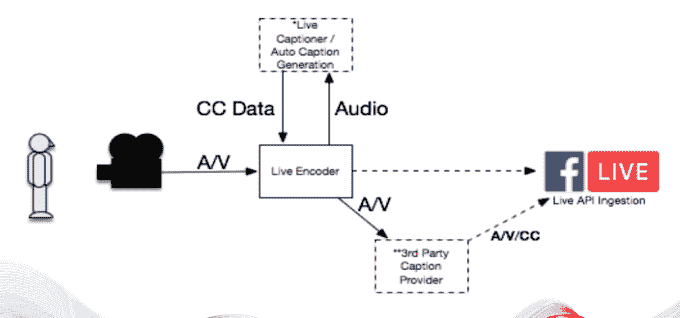 *Live
Captioner /
Auto Caption
Generation
CC Data
Audio
A/V
Live Encoder
f LIVE
Live API Ingestion
A/V
A/V/CC
**3rd Party
Caption
Provider